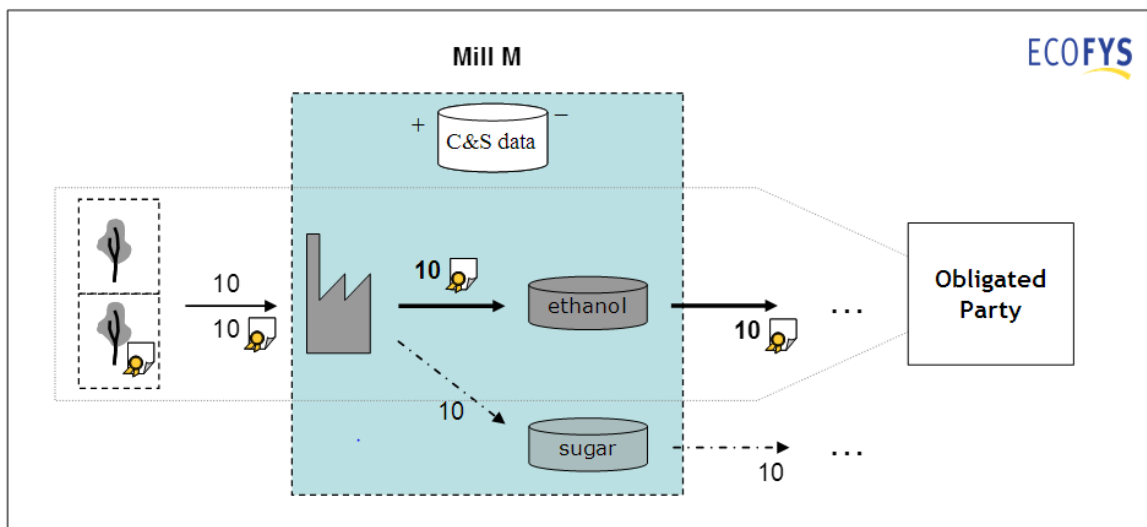 Mill M
ECOFYS
+
−
C&S data
10
10
10
ethanol
10
...
Obligated
Party
10
sugar
10
...